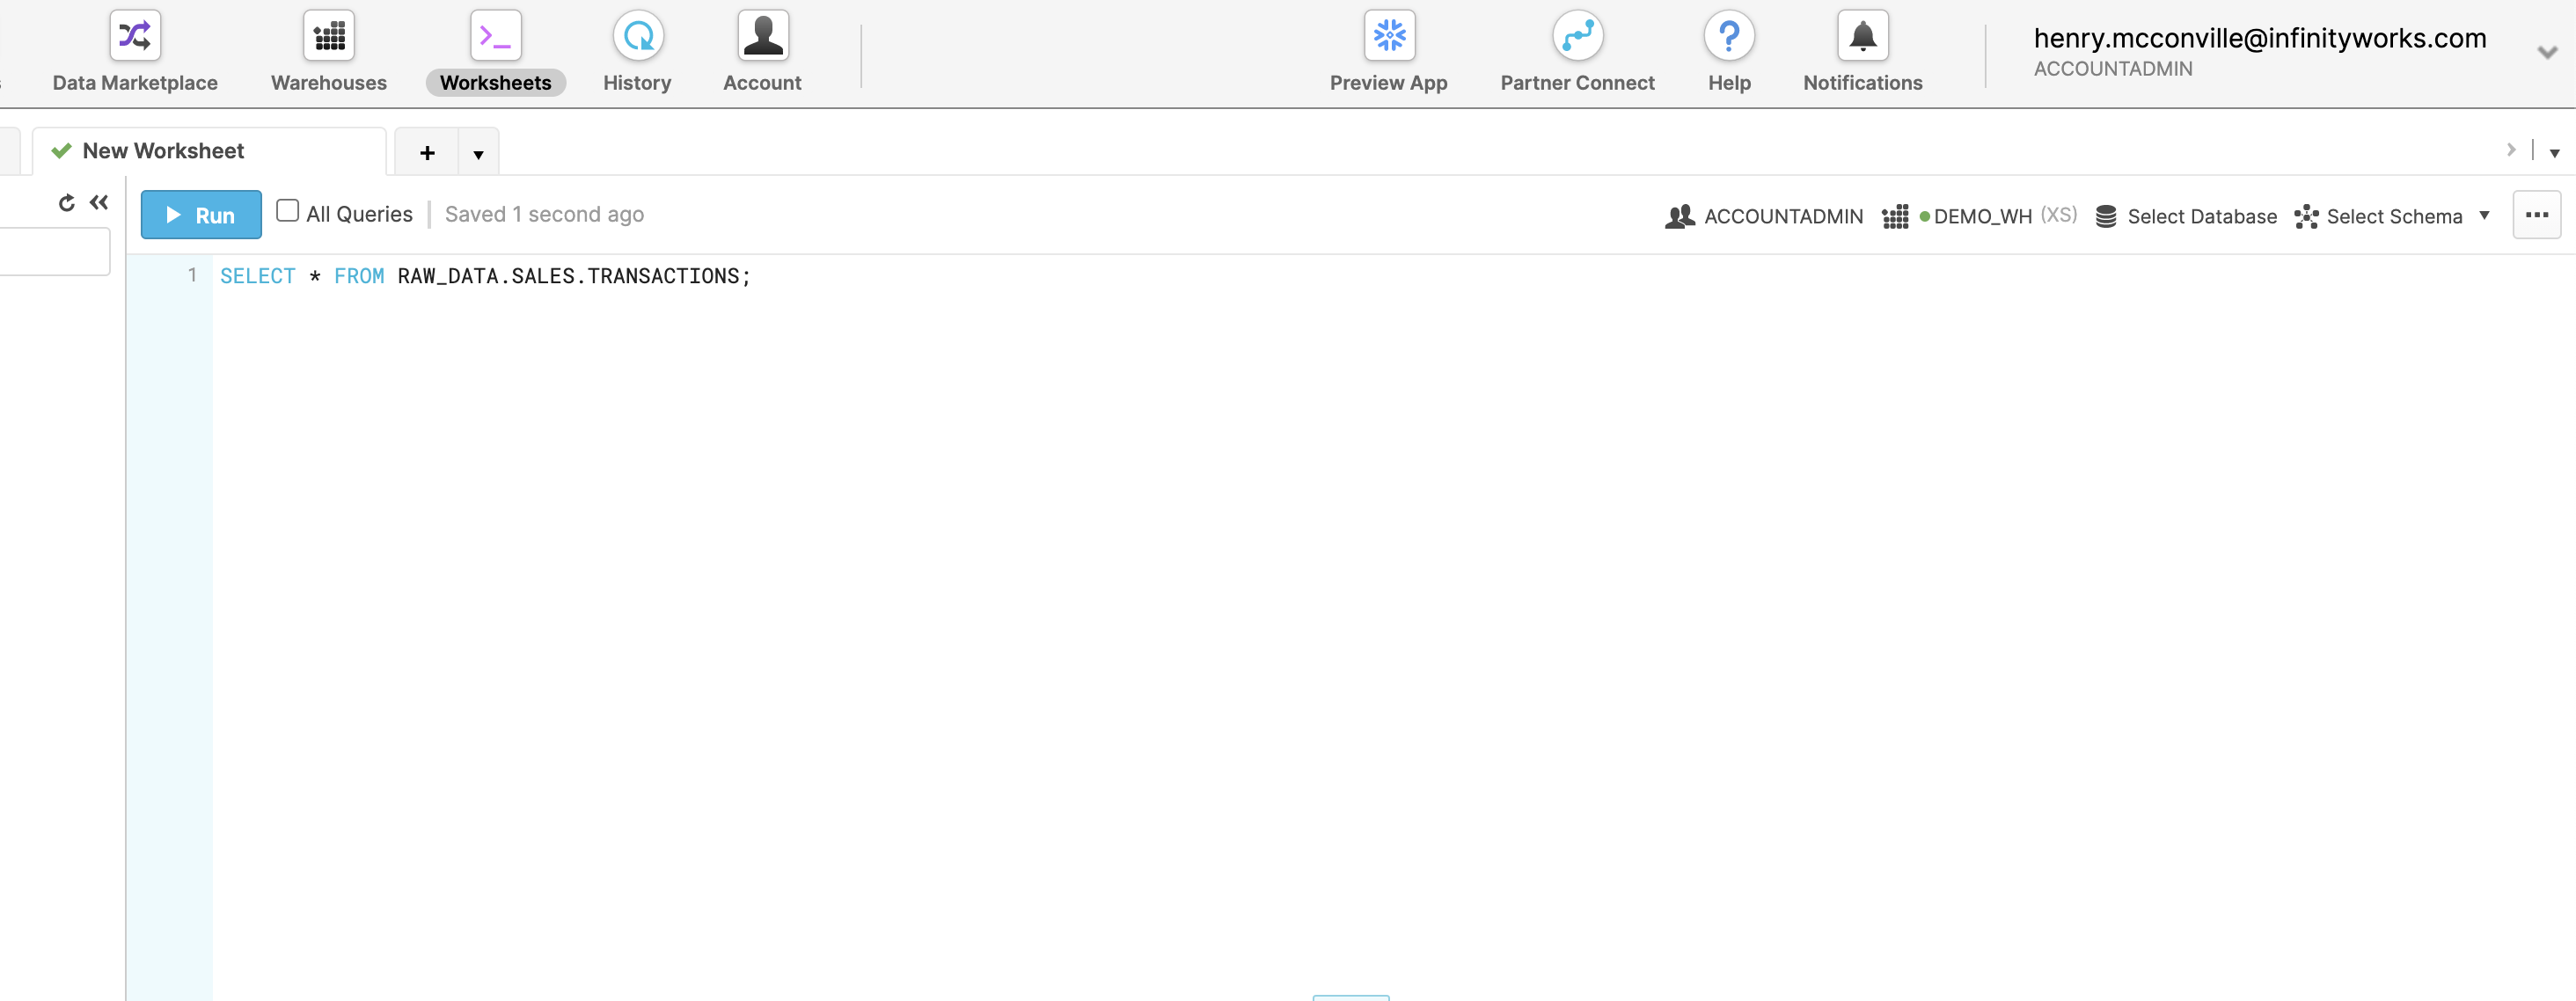 Data Marketplace
Warehouses
Worksheets
History
Account
Preview App
Partner Connect
Help
Notifications
henry.mcconville@infinityworks.com
ACCOUNTADMIN
New Worksheet
Run
All Queries
Saved 1 second ago
ACCOUNTADMIN
DEMO_WH (XS)
Select Database
Select Schema
1 SELECT * FROM RAW_DATA.SALES.TRANSACTIONS;